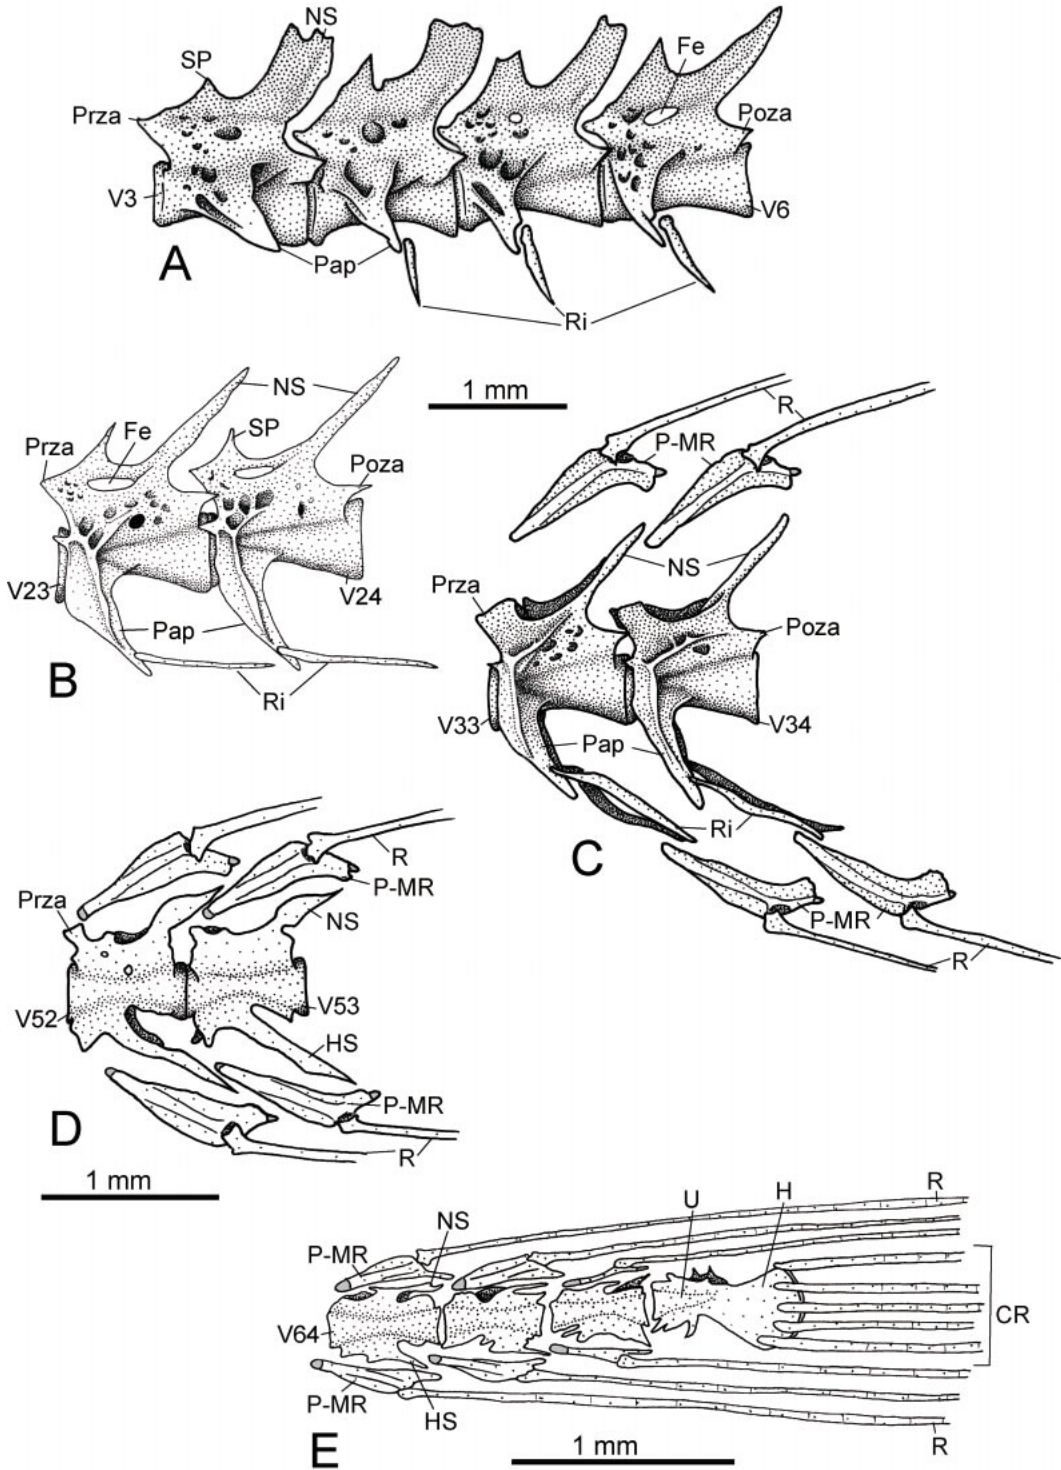 NS
SP
Fe
Prza
Poza
V3
V6
Pap
A
Ri
1 mm
NS
R
Fe
SP
P-MR
Prza
Poza
NS
Prza
V23
V24
Poza
Pap
B
Ri
V33
V34
Pap
Ri
C
R
P-MR
Prza
NS
P-MR
R
V52
V53
HS
P-MR
D
R
1 mm
U
H
R
NS
P-MR
CR
V64
P-MR
HS
E
R
1 mm